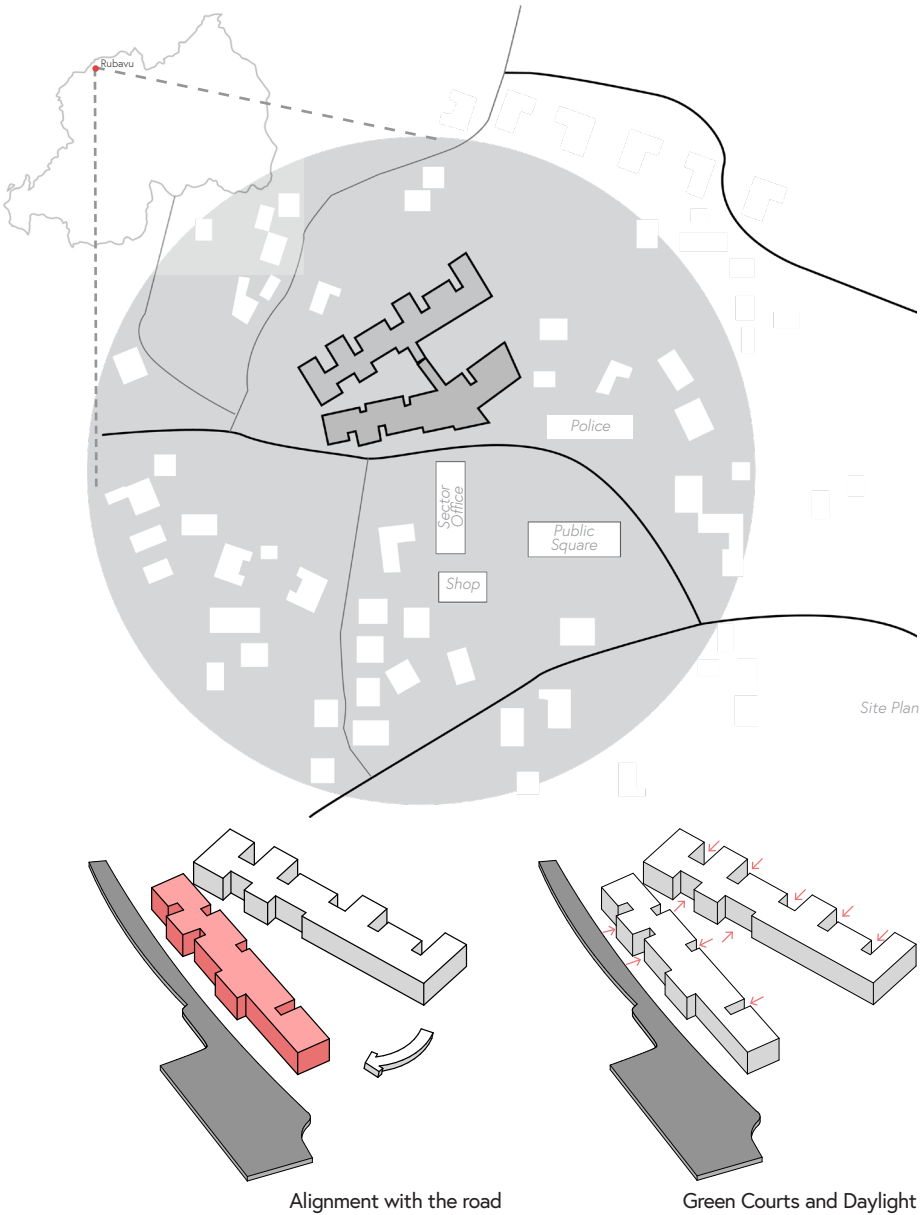 Rubavu
Police
Sector
Office
Public
Square
Shop
Site Plan
Alignment with the road
Green Courts and Daylight